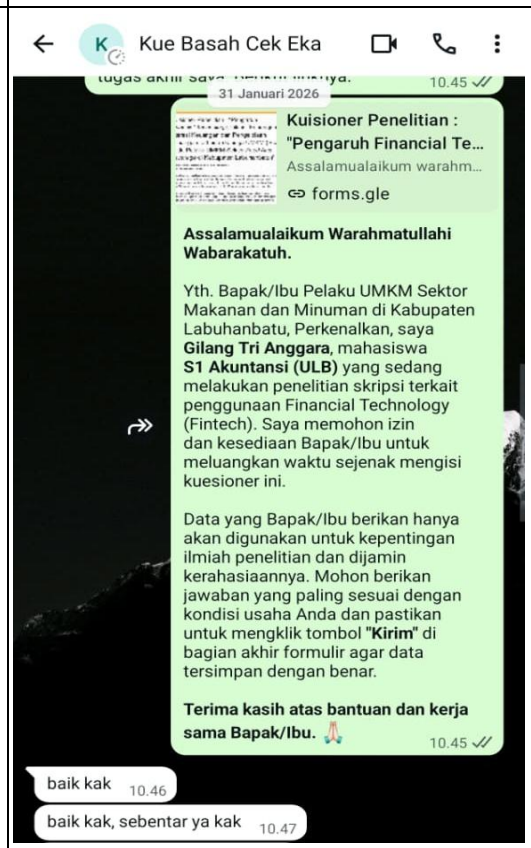 K
Kue Basah Cek Eka
tugas akhir saya.
10.45
31 Januari 2026
Kuisioner Penelitian :
"Pengaruh Financial Te...
Assalamualaikum warahm...
forms.gle
Assalamualaikum Warahmatullahi
Wabarakatuh.
Yth. Bapak/Ibu Pelaku UMKM Sektor
Makanan dan Minuman di Kabupaten
Labuhanbatu, Perkenalkan, saya
Gilang Tri Anggara, mahasiswa
S1 Akuntansi (ULB) yang sedang
melakukan penelitian skripsi terkait
penggunaan Financial Technology
(Fintech). Saya memohon izin
dan kesediaan Bapak/Ibu untuk
meluangkan waktu sejenak mengisi
kuesioner ini.
Data yang Bapak/Ibu berikan hanya
akan digunakan untuk kepentingan
ilmiah penelitian dan dijamin
kerahasiaannya. Mohon berikan
jawaban yang paling sesuai dengan
kondisi usaha Anda dan pastikan
untuk mengklik tombol "Kirim" di
bagian akhir formulir agar data
tersimpan dengan benar.
Terima kasih atas bantuan dan kerja
sama Bapak/Ibu. 🙏🏻
10.45
baik kak 10.46
baik kak, sebentar ya kak 10.47